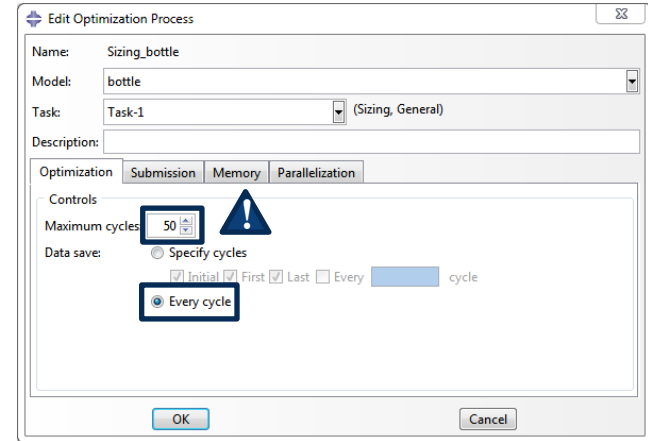 Edit Optimization Process
Name: Sizing_bottle
Model: bottle
Task: Task-1 (Sizing, General)
Description:
Optimization Submission Memory Parallelization
Controls
Maximum cycles: 50
Data save: Specify cycles
Initial First Last Every cycle
Every cycle
OK Cancel